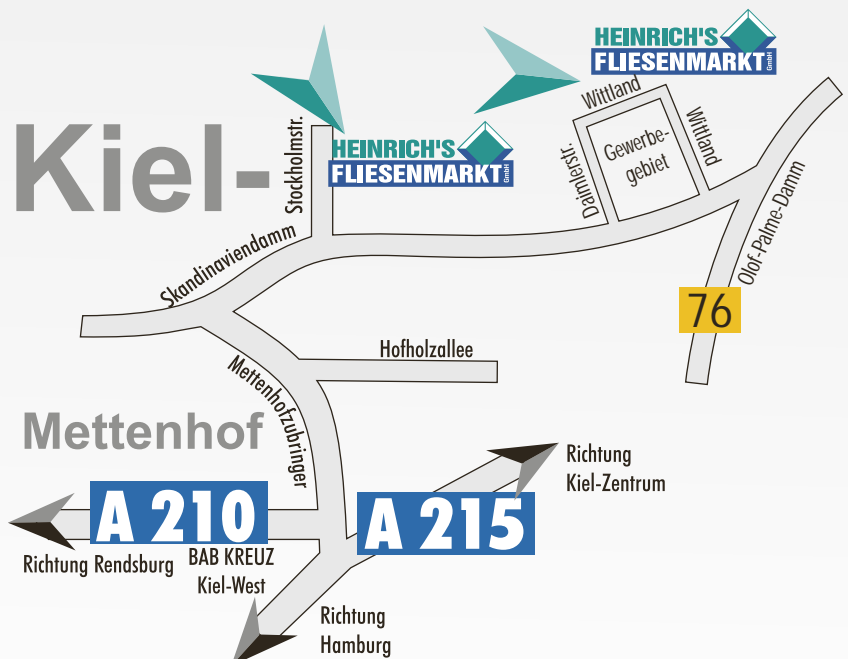 HEINRICH'S
FLIESENMARKT GmbH
Wittland
Kiel-
Stockholmstr.
HEINRICH'S
FLIESENMARKT GmbH
Daimlerstr.
Gewerbe-
gebiet
Wittland
Skandinaviendamm
Olof-Palme-Damm
76
Hofholzallee
Mettenhofzubringer
Mettenhof
Richtung
Kiel-Zentrum
A 210
A 215
Richtung Rendsburg
BAB KREUZ
Kiel-West
Richtung
Hamburg